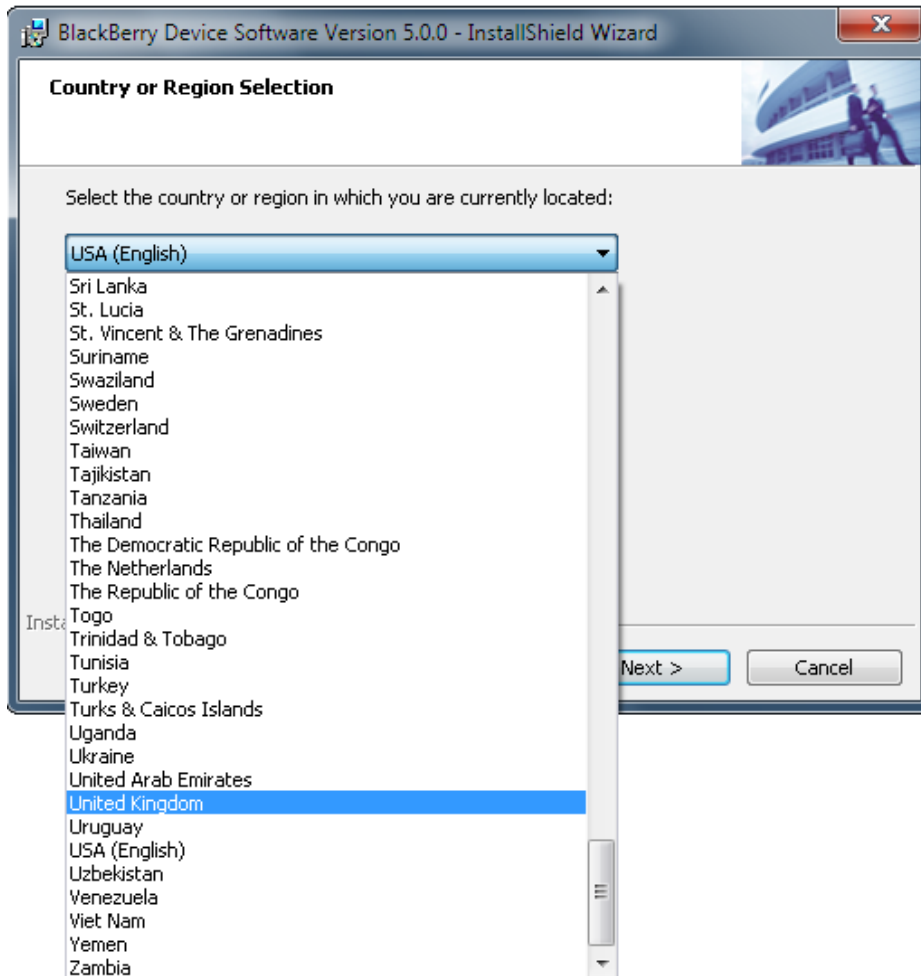 BlackBerry Device Software Version 5.0.0 - InstallShield Wizard
Country or Region Selection
Select the country or region in which you are currently located:
USA (English)
Sri Lanka
St. Lucia
St. Vincent & The Grenadines
Suriname
Swaziland
Sweden
Switzerland
Taiwan
Tajikistan
Tanzania
Thailand
The Democratic Republic of the Congo
The Netherlands
The Republic of the Congo
Togo
Trinidad & Tobago
Tunisia
Turkey
Turks & Caicos Islands
Uganda
Ukraine
United Arab Emirates
United Kingdom
Uruguay
USA (English)
Uzbekistan
Venezuela
Viet Nam
Yemen
Zambia
Insta
Next >
Cancel